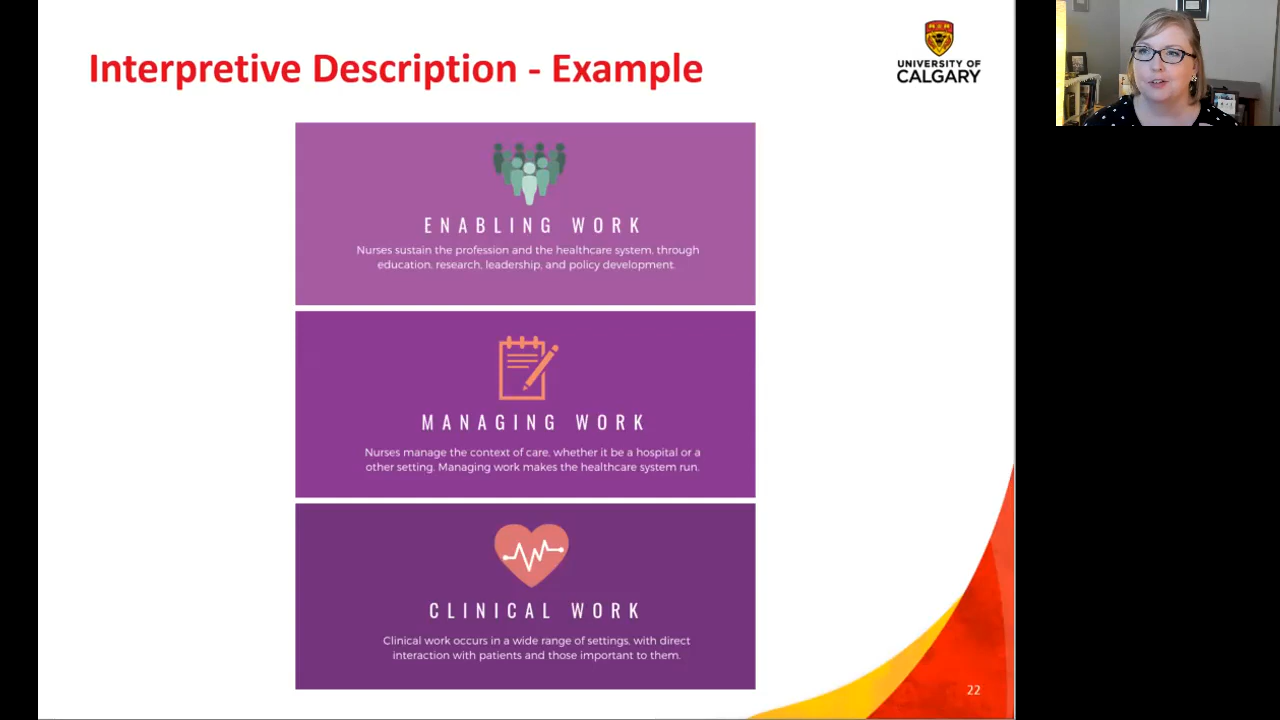 Interpretive Description - Example
UNIVERSITY OF
CALGARY
ENABLING WORK
Nurses sustain the profession and the healthcare system, through
education, research, leadership, and policy development.
MANAGING WORK
Nurses manage the context of care, whether it be a hospital or a
other setting. Managing work makes the healthcare system run.
CLINICAL WORK
Clinical work occurs in a wide range of settings, with direct
interaction with patients and those important to them.
22